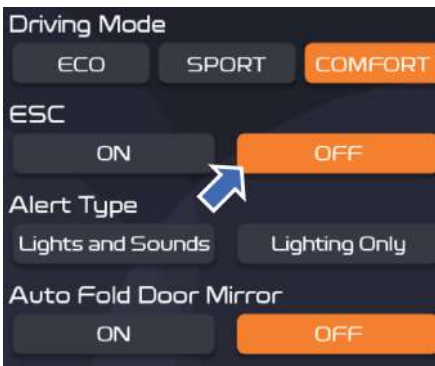 Driving Mode
ECO SPORT COMFORT
ESC
ON OFF
Alert Type
Lights and Sounds Lighting Only
Auto Fold Door Mirror
ON OFF